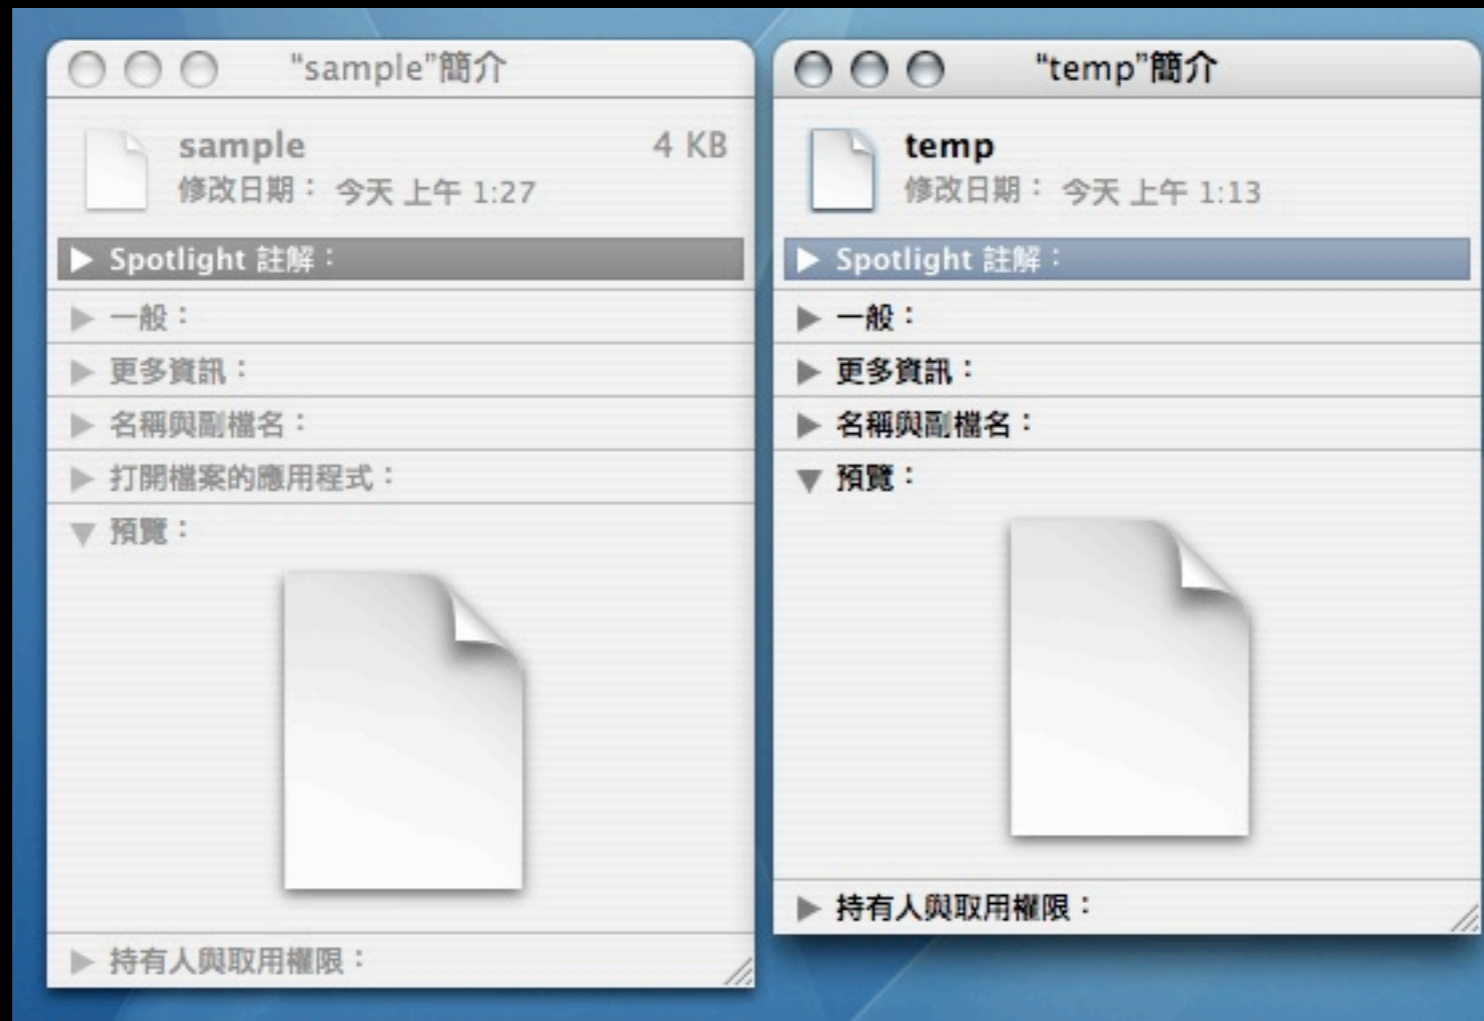 “sample”簡介
sample 4 KB
修改日期： 今天 上午 1:27
Spotlight 註解：
一般：
更多資訊：
名稱與副檔名：
打開檔案的應用程式：
預覽：
持有人與取用權限：
“temp”簡介
temp
修改日期： 今天 上午 1:13
Spotlight 註解：
一般：
更多資訊：
名稱與副檔名：
預覽：
持有人與取用權限：